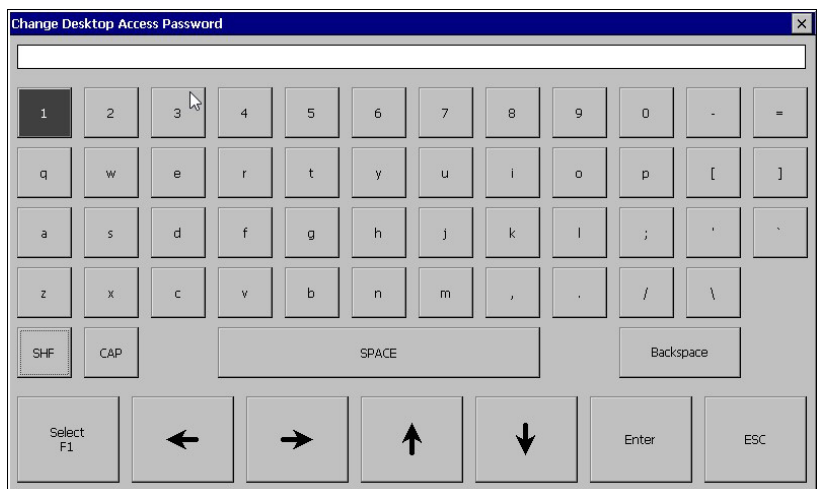 Change Desktop Access Password
1 2 3 4 5 6 7 8 9 0 - =
q w e r t y u i o p [ ]
a s d f g h j k l ; ' `
z x c v b n m , . / \
SHF CAP SPACE Backspace
Select
F1
Enter ESC